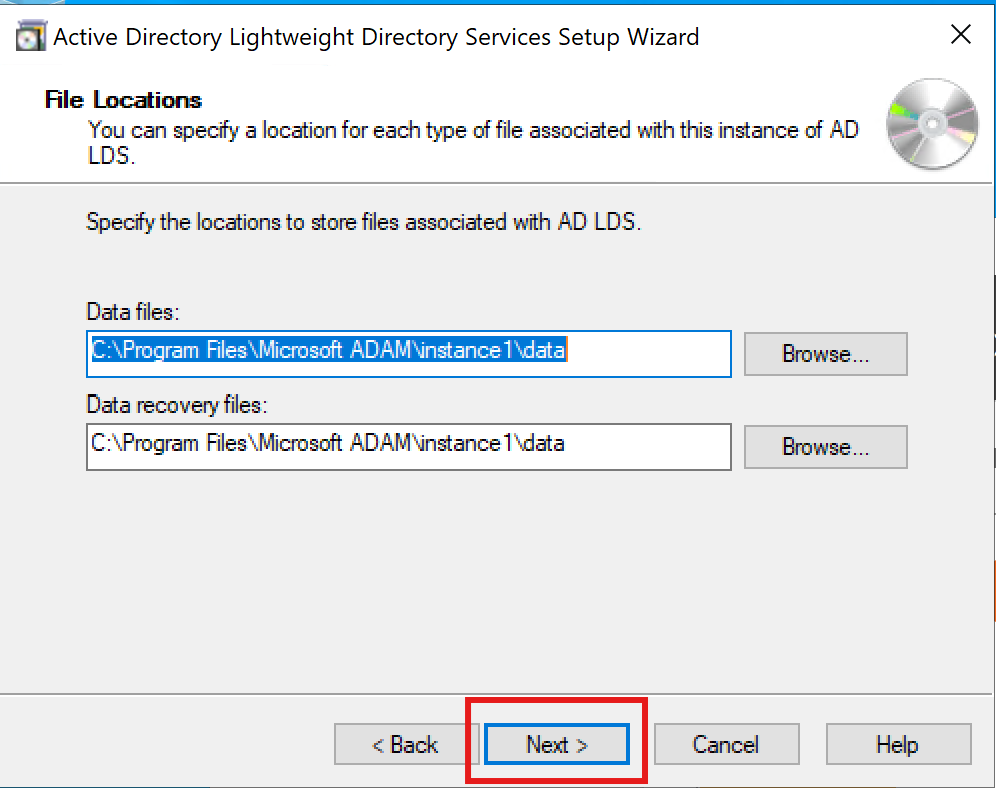 Active Directory Lightweight Directory Services Setup Wizard
File Locations
You can specify a location for each type of file associated with this instance of AD
LDS.
Specify the locations to store files associated with AD LDS.
Data files:
C:\Program Files\Microsoft ADAM\instance1\data
Browse...
Data recovery files:
C:\Program Files\Microsoft ADAM\instance1\data
Browse...
< Back
Next >
Cancel
Help